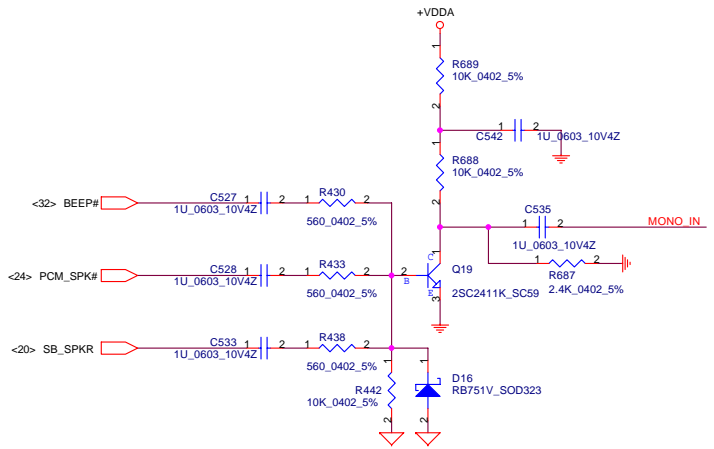 +VDDA
1
R689
10K_0402_5%
2
C542
1 2
1U_0603_10V4Z
1
R688
10K_0402_5%
2
<32> BEEP#
C527
1U_0603_10V4Z
1 2
R430
1 2
560_0402_5%
C535
1 2
1U_0603_10V4Z
MONO_IN
<24> PCM_SPK#
C528
1U_0603_10V4Z
1 2
R433
1 2
560_0402_5%
2
B
1
C
E
3
Q19
2SC2411K_SC59
1 2
R687
2.4K_0402_5%
<20> SB_SPKR
C533
1U_0603_10V4Z
1 2
R438
1 2
560_0402_5%
1
R442
10K_0402_5%
2
1
D16
RB751V_SOD323
2